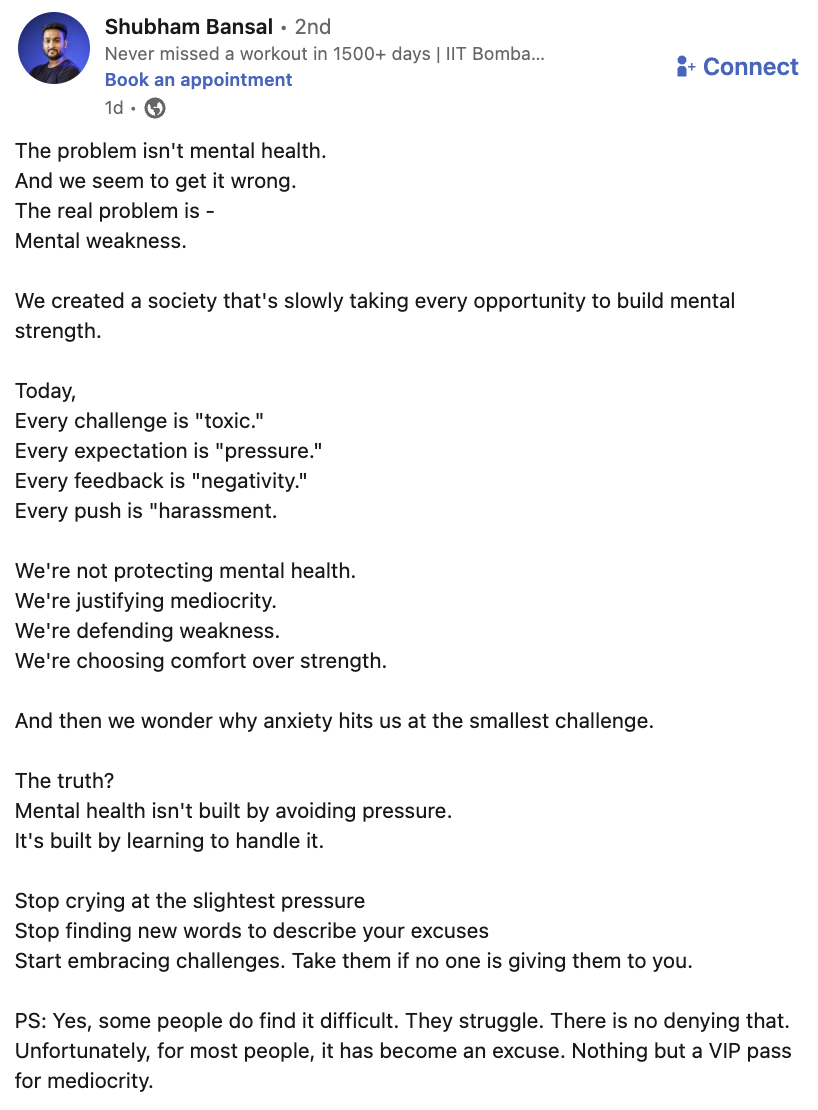 Shubham Bansal • 2nd
Never missed a workout in 1500+ days | IIT Bomba...
Book an appointment
Connect
1d •
The problem isn't mental health.
And we seem to get it wrong.
The real problem is -
Mental weakness.
We created a society that's slowly taking every opportunity to build mental
strength.
Today,
Every challenge is "toxic."
Every expectation is "pressure."
Every feedback is "negativity."
Every push is "harassment.
We're not protecting mental health.
We're justifying mediocrity.
We're defending weakness.
We're choosing comfort over strength.
And then we wonder why anxiety hits us at the smallest challenge.
The truth?
Mental health isn't built by avoiding pressure.
It's built by learning to handle it.
Stop crying at the slightest pressure
Stop finding new words to describe your excuses
Start embracing challenges. Take them if no one is giving them to you.
PS: Yes, some people do find it difficult. They struggle. There is no denying that.
Unfortunately, for most people, it has become an excuse. Nothing but a VIP pass
for mediocrity.